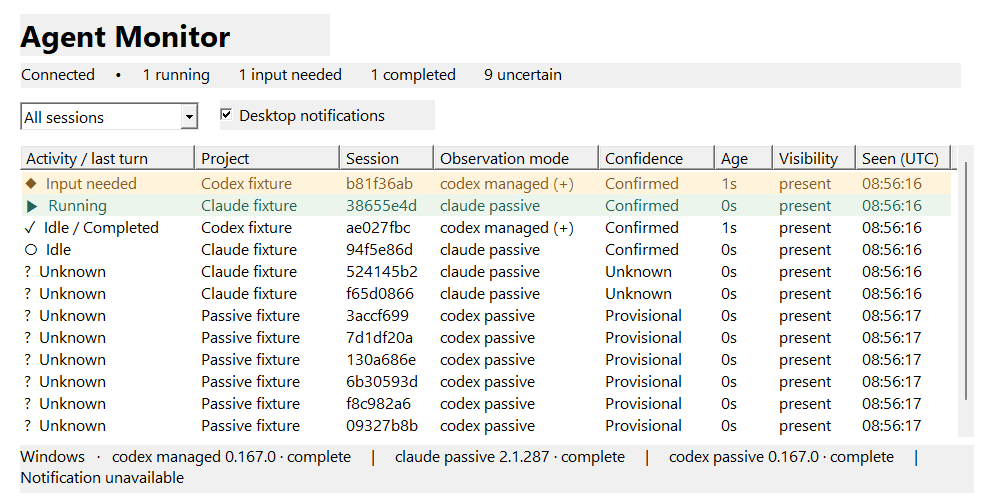 Agent Monitor
Connected • 1 running 1 input needed 1 completed 9 uncertain
All sessions Desktop notifications
Activity / last turn Project Session Observation mode Confidence Age Visibility Seen (UTC)
◆ Input needed Codex fixture b81f36ab codex managed (+) Confirmed 1s present 08:56:16
▶ Running Claude fixture 38655e4d claude passive Confirmed 0s present 08:56:16
✓ Idle / Completed Codex fixture ae027fbc codex managed (+) Confirmed 1s present 08:56:16
○ Idle Claude fixture 94f5e86d claude passive Confirmed 0s present 08:56:16
? Unknown Claude fixture 524145b2 claude passive Unknown 0s present 08:56:16
? Unknown Claude fixture f65d0866 claude passive Unknown 0s present 08:56:16
? Unknown Passive fixture 3accf699 codex passive Provisional 0s present 08:56:17
? Unknown Passive fixture 7d1df20a codex passive Provisional 0s present 08:56:17
? Unknown Passive fixture 130a686e codex passive Provisional 0s present 08:56:17
? Unknown Passive fixture 6b30593d codex passive Provisional 0s present 08:56:17
? Unknown Passive fixture f8c982a6 codex passive Provisional 0s present 08:56:17
? Unknown Passive fixture 09327b8b codex passive Provisional 0s present 08:56:17
Windows · codex managed 0.167.0 · complete | claude passive 2.1.287 · complete | codex passive 0.167.0 · complete |
Notification unavailable